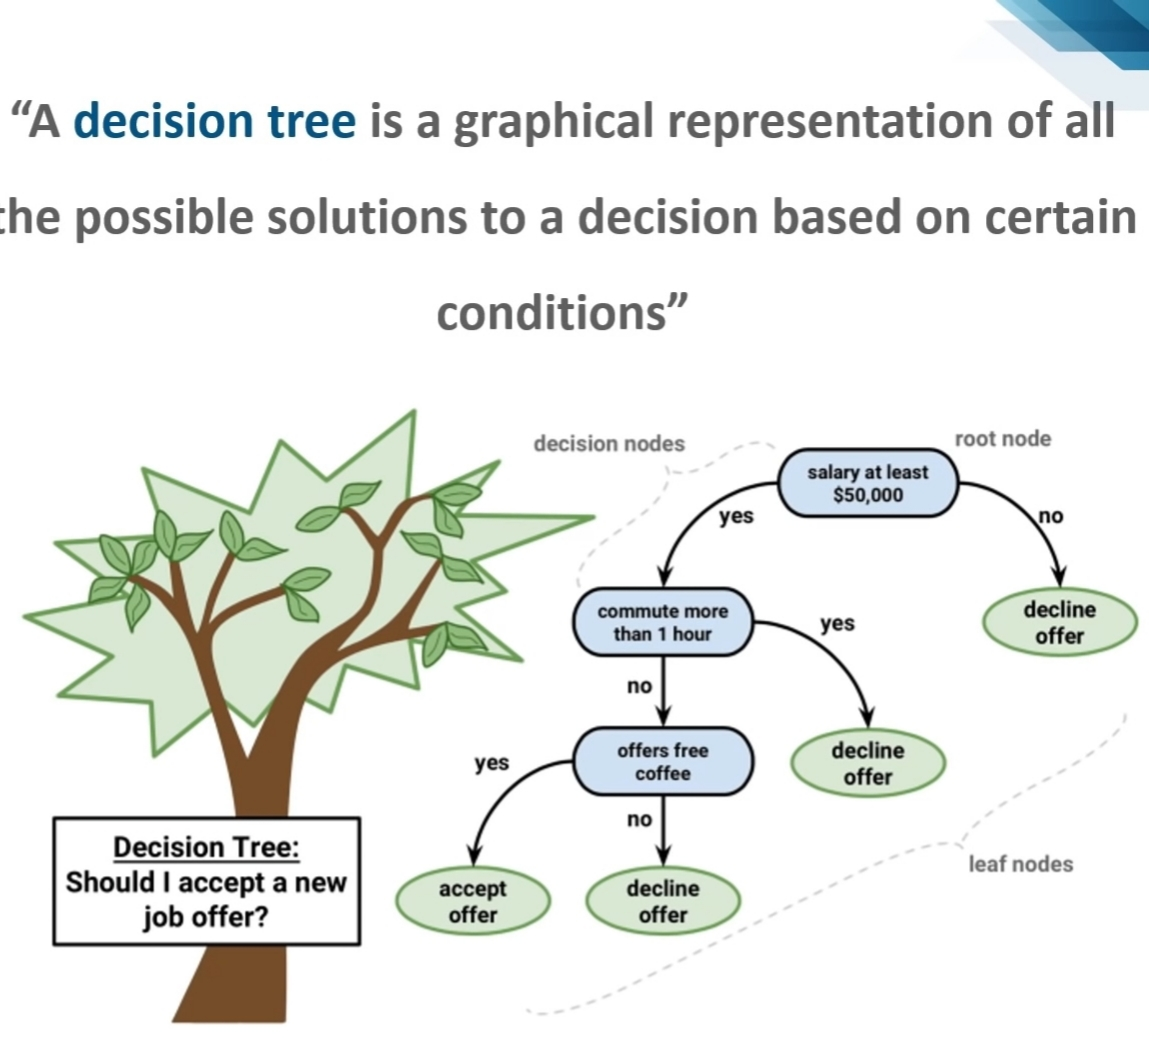 “A decision tree is a graphical representation of all
the possible solutions to a decision based on certain
conditions”
decision nodes
root node
salary at least
$50,000
yes
no
commute more
than 1 hour
yes
decline
offer
no
offers free
coffee
decline
offer
yes
no
accept
offer
decline
offer
leaf nodes
Decision Tree:
Should I accept a new
job offer?